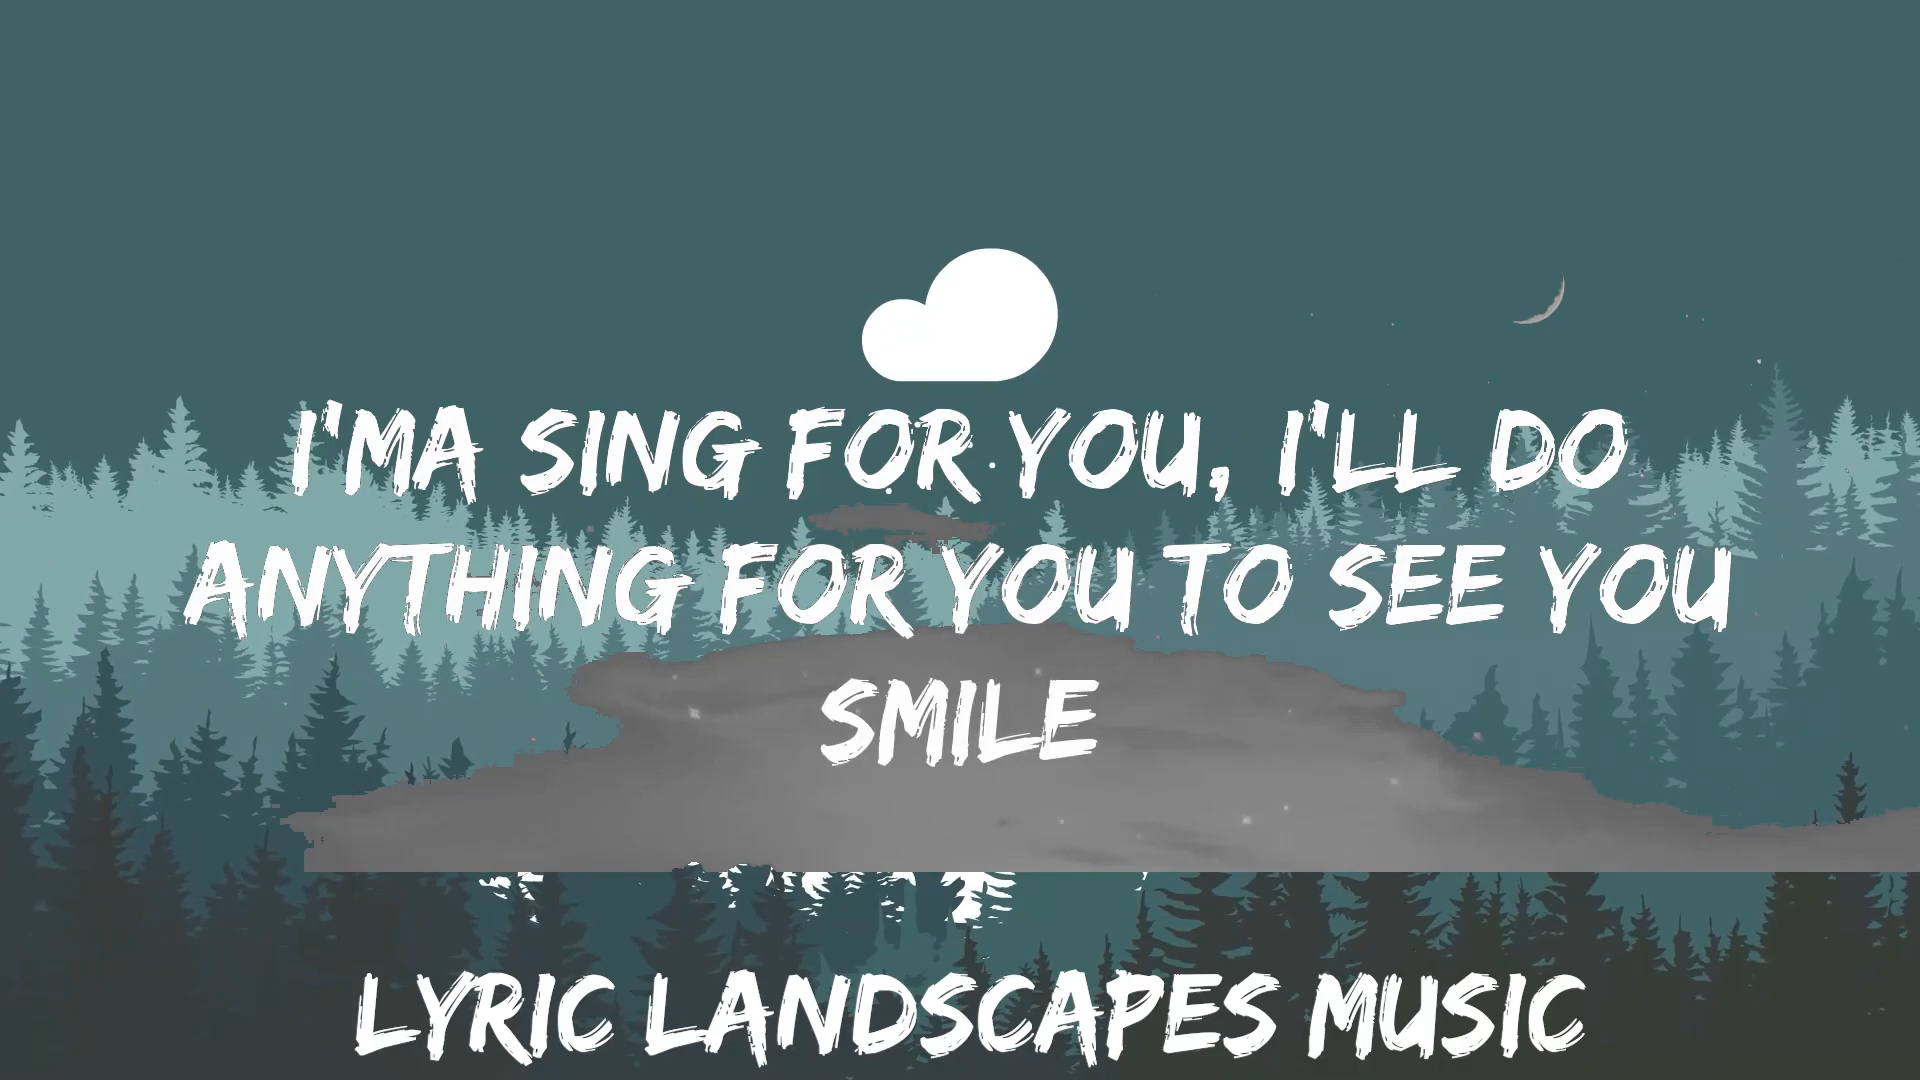 I'MA SING FOR YOU, I'LL DO
ANYTHING FOR YOU TO SEE YOU
SMILE
LYRIC LANDSCAPES MUSIC